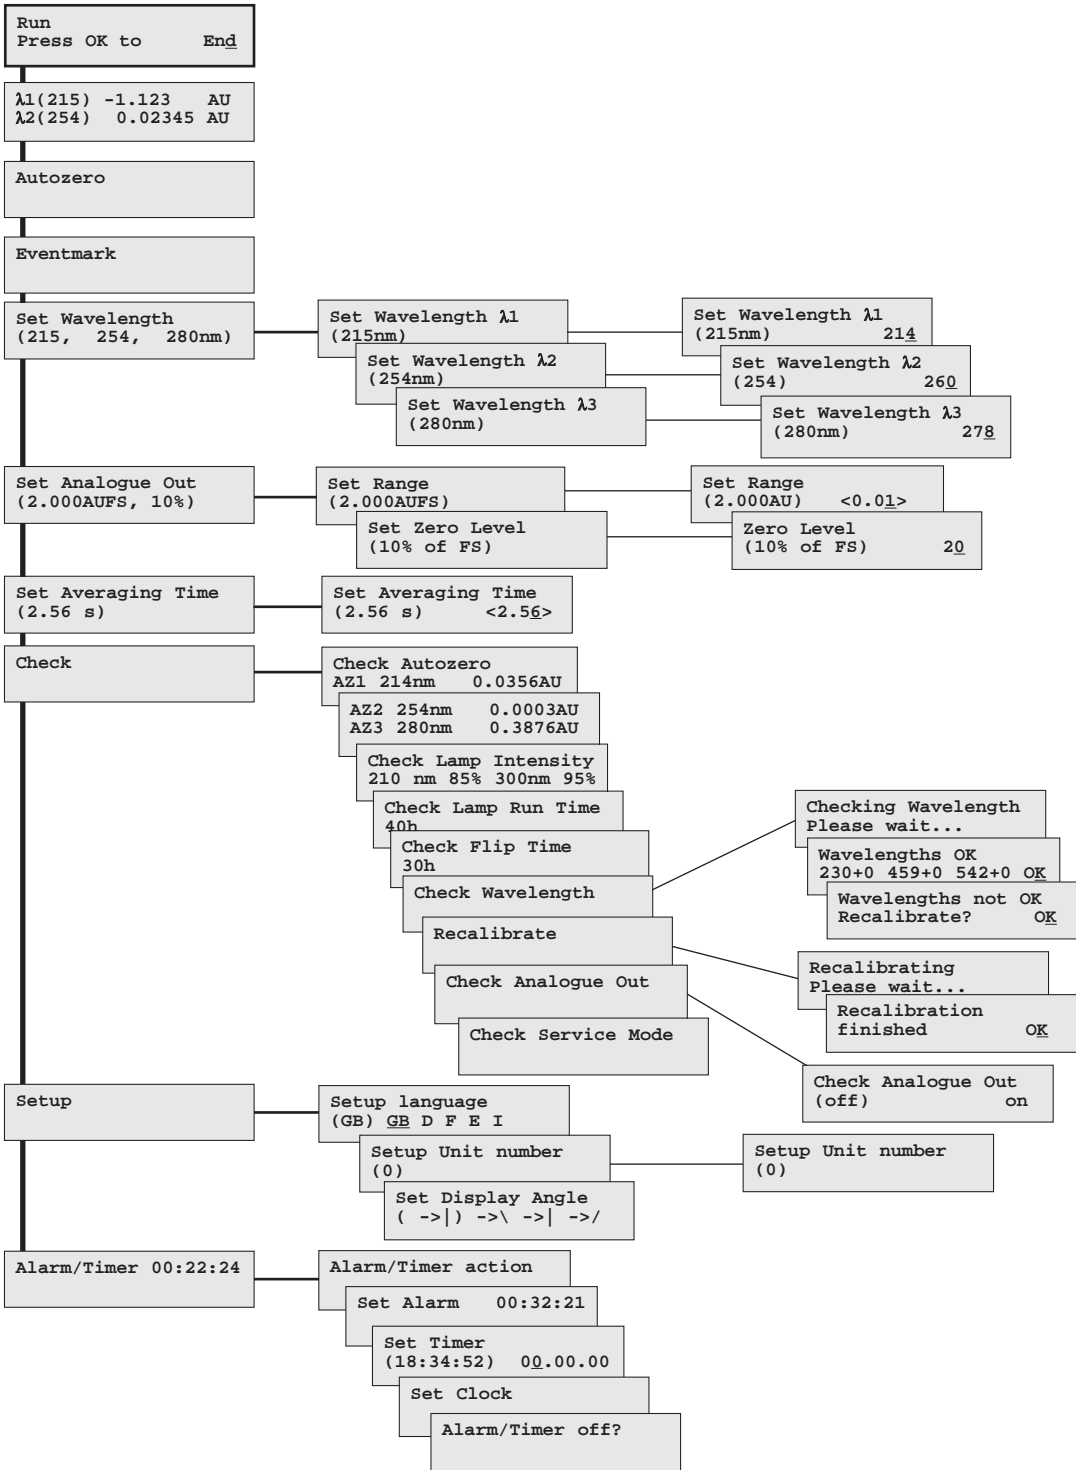 Run
Press OK to End
λ1(215) -1.123 AU
λ2(254) 0.02345 AU
Autozero
Eventmark
Set Wavelength
(215, 254, 280nm)
Set Wavelength λ1
(215nm)
Set Wavelength λ1
(215nm) 214
Set Wavelength λ2
(254nm)
Set Wavelength λ2
(254) 260
Set Wavelength λ3
(280nm)
Set Wavelength λ3
(280nm) 278
Set Analogue Out
(2.000AUFS, 10%)
Set Range
(2.000AUFS)
Set Range
(2.000AU) <0.01>
Set Zero Level
(10% of FS)
Zero Level
(10% of FS) 20
Set Averaging Time
(2.56 s)
Set Averaging Time
(2.56 s) <2.56>
Check
Check Autozero
AZ1 214nm 0.0356AU
AZ2 254nm 0.0003AU
AZ3 280nm 0.3876AU
Check Lamp Intensity
210 nm 85% 300nm 95%
Check Lamp Run Time
40h
Check Flip Time
30h
Check Wavelength
Checking Wavelength
Please wait...
Wavelengths OK
230+0 459+0 542+0 OK
Wavelengths not OK
Recalibrate? OK
Recalibrate
Recalibrating
Please wait...
Recalibration
finished OK
Check Analogue Out
Check Analogue Out
(off) on
Check Service Mode
Setup
Setup language
(GB) GB D F E I
Setup Unit number
(0)
Setup Unit number
(0)
Set Display Angle
( ->|) ->\ ->| ->/
Alarm/Timer 00:22:24
Alarm/Timer action
Set Alarm 00:32:21
Set Timer
(18:34:52) 00.00.00
Set Clock
Alarm/Timer off?